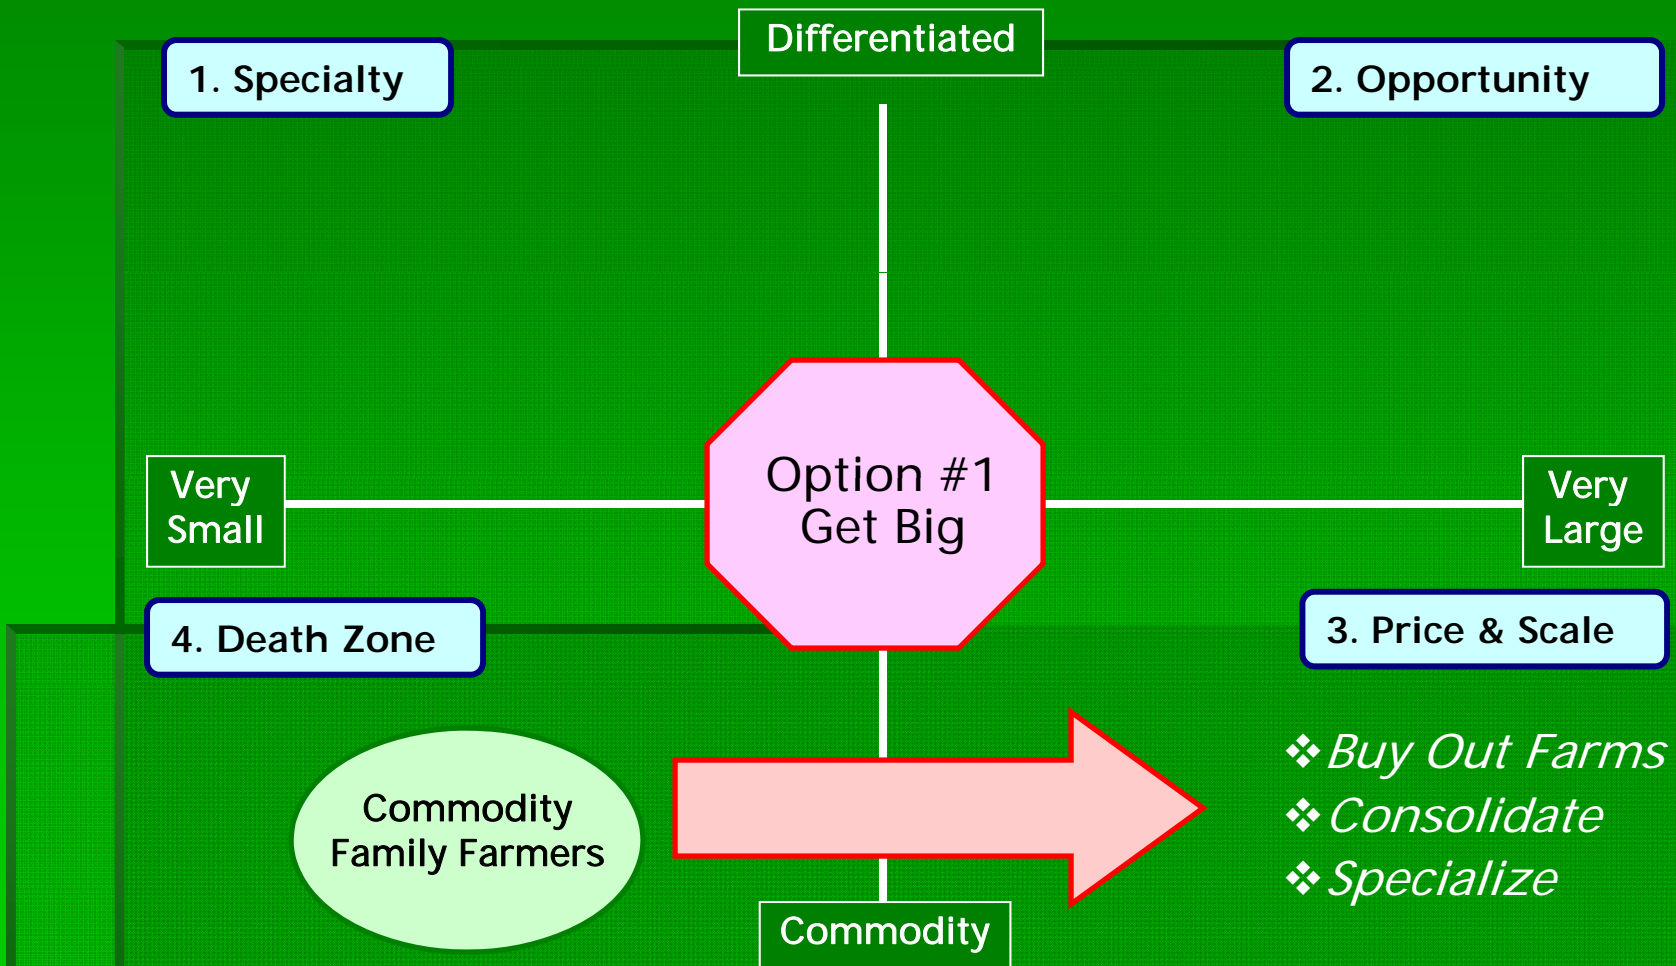 Differentiated
1. Specialty
2. Opportunity
Option #1
Get Big
Very
Small
Very
Large
4. Death Zone
3. Price & Scale
Commodity
Family Farmers
❖Buy Out Farms
❖Consolidate
❖Specialize
Commodity